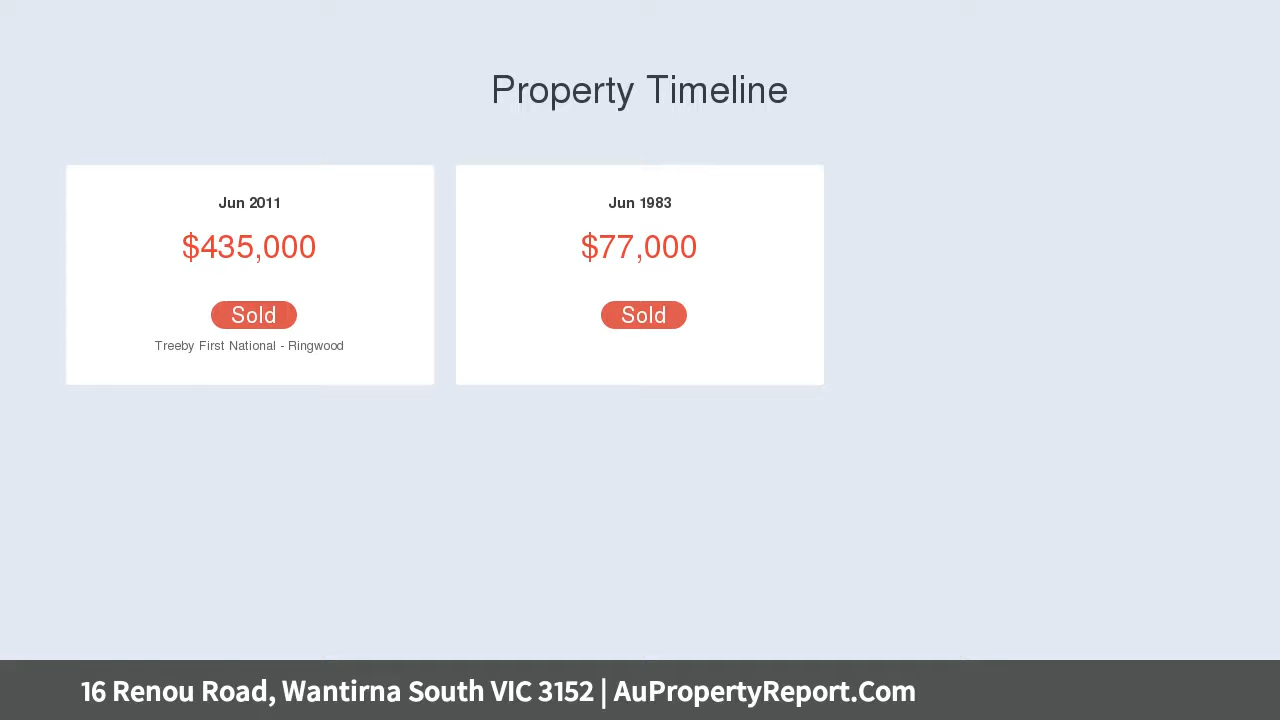 Property Timeline
Jun 2011
$435,000
Sold
Treeby First National - Ringwood
Jun 1983
$77,000
Sold
16 Renou Road, Wantirna South VIC 3152 | AuPropertyReport.Com